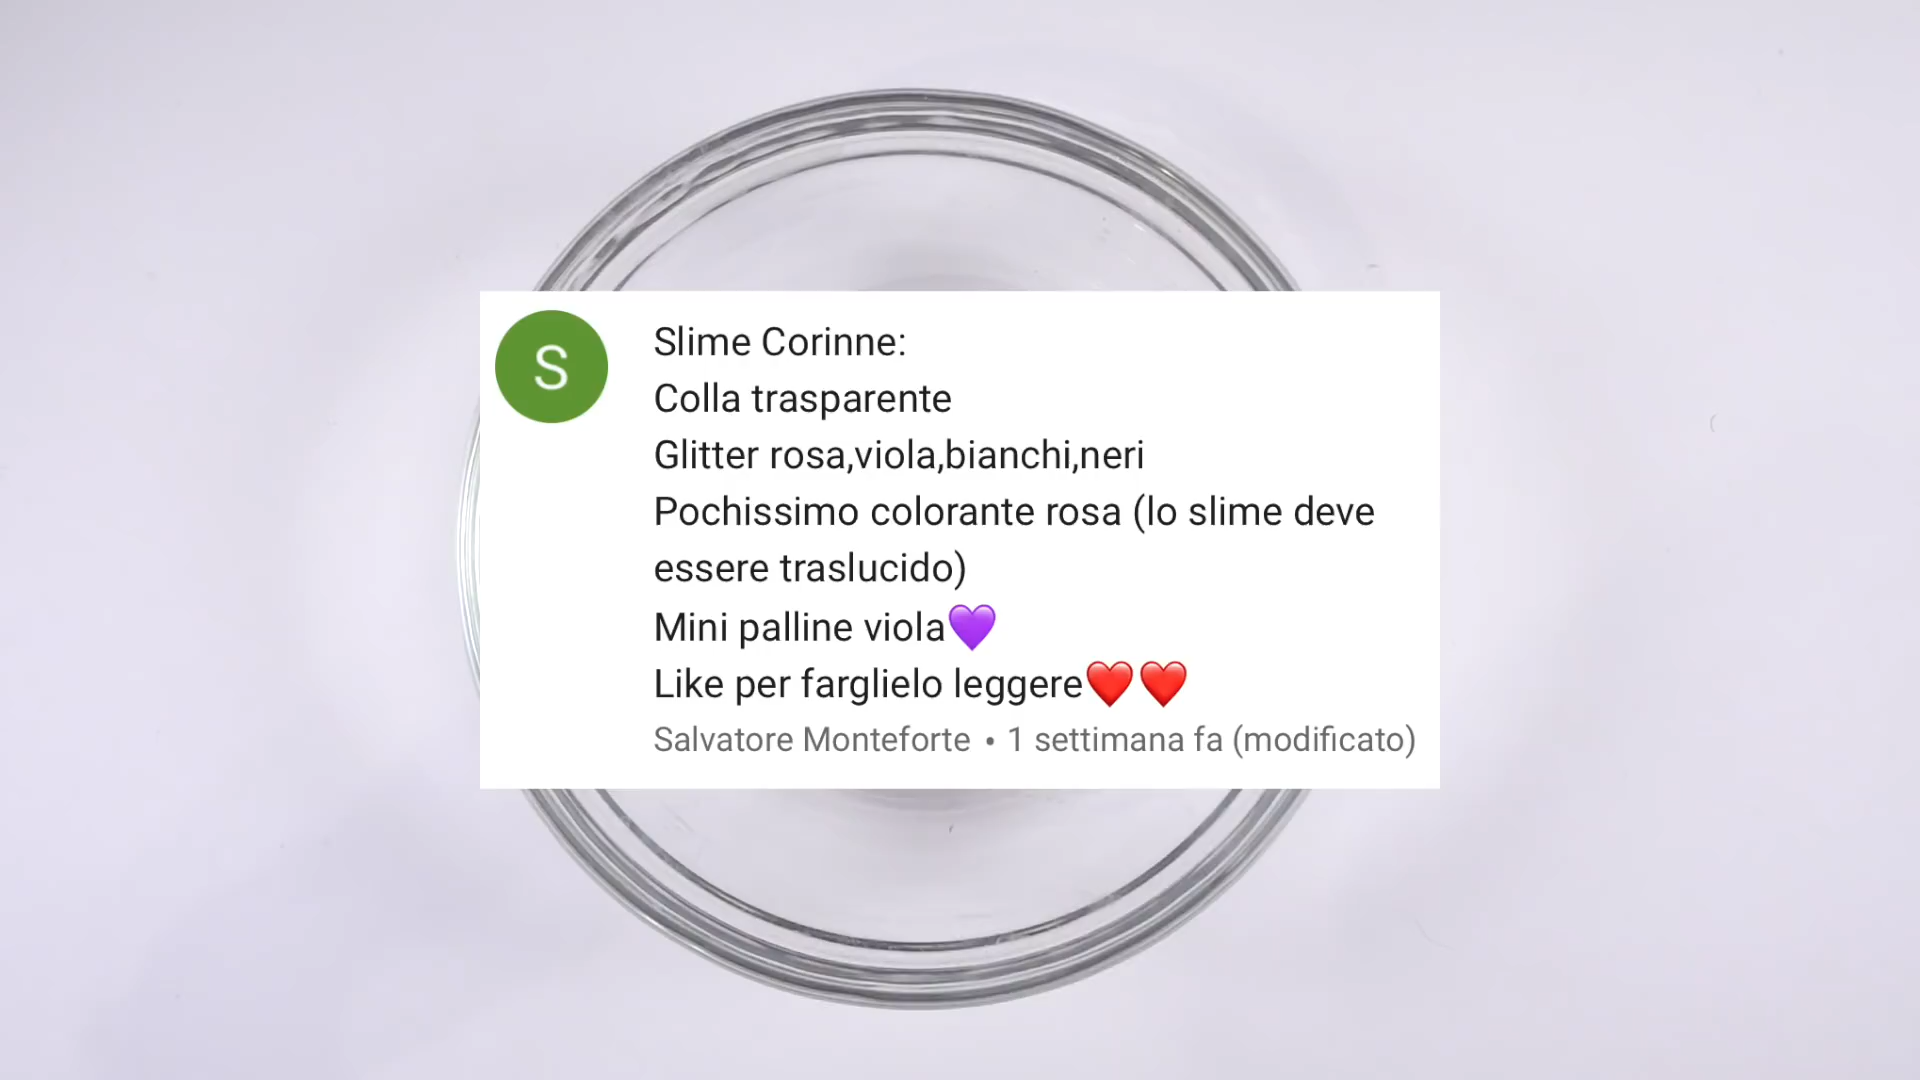 S
Slime Corinne:
Colla trasparente
Glitter rosa,viola,bianchi,neri
Pochissimo colorante rosa (lo slime deve
essere traslucido)
Mini palline viola💜
Like per farglielo leggere❤️❤️
Salvatore Monteforte • 1 settimana fa (modificato)